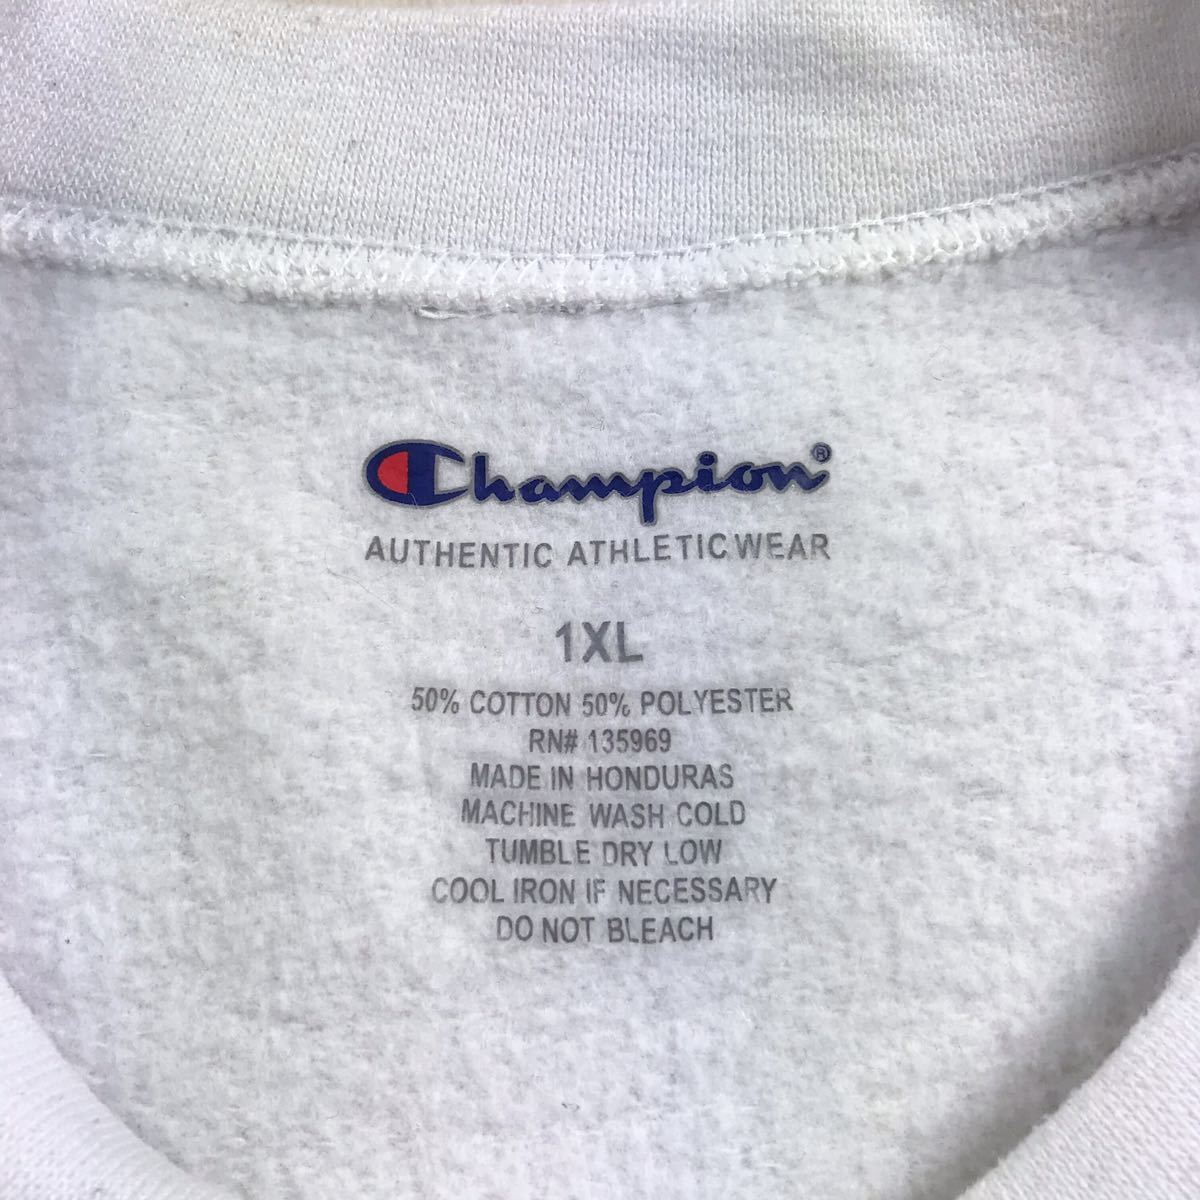 Champion®
AUTHENTIC ATHLETICWEAR
1XL
50% COTTON 50% POLYESTER
RN# 135969
MADE IN HONDURAS
MACHINE WASH COLD
TUMBLE DRY LOW
COOL IRON IF NECESSARY
DO NOT BLEACH